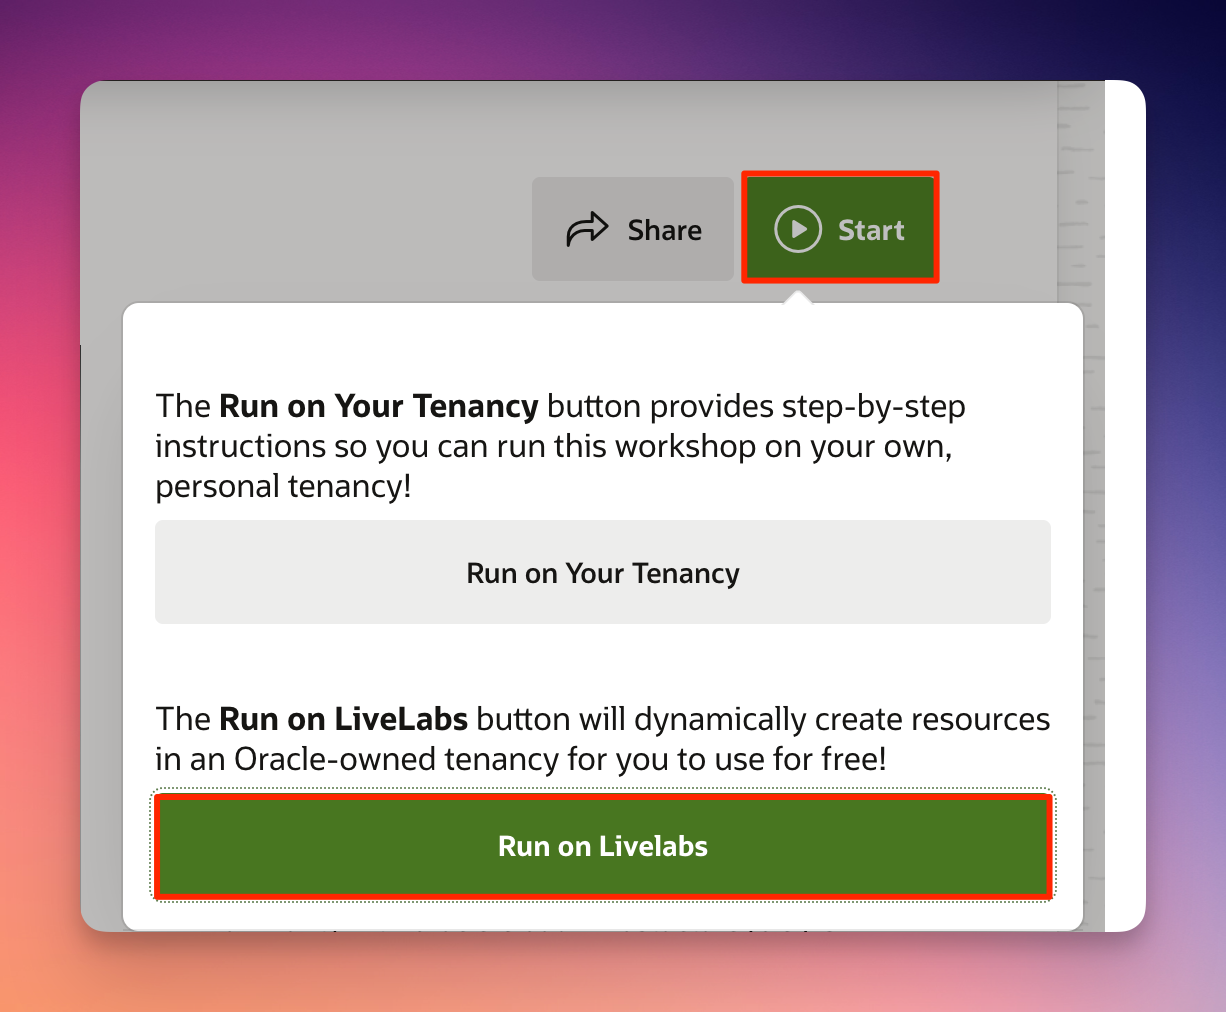 Share
Start
The Run on Your Tenancy button provides step-by-step
instructions so you can run this workshop on your own,
personal tenancy!
Run on Your Tenancy
The Run on LiveLabs button will dynamically create resources
in an Oracle-owned tenancy for you to use for free!
Run on Livelabs